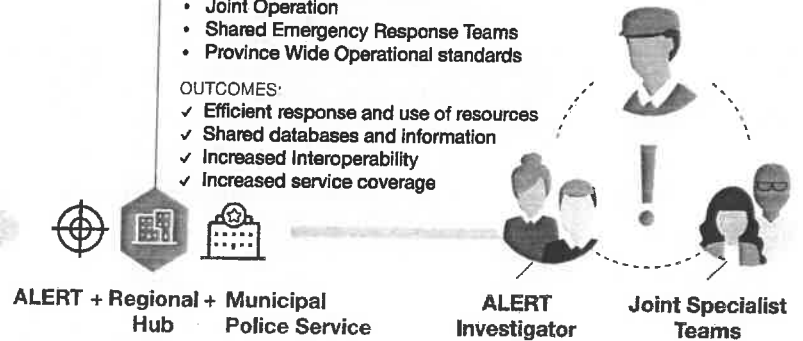 • Joint Operation
• Shared Emergency Response Teams
• Province Wide Operational standards
OUTCOMES:
✓ Efficient response and use of resources
✓ Shared databases and information
✓ Increased Interoperability
✓ Increased service coverage
ALERT + Regional + Municipal
Hub Police Service
ALERT
Investigator
Joint Specialist
Teams